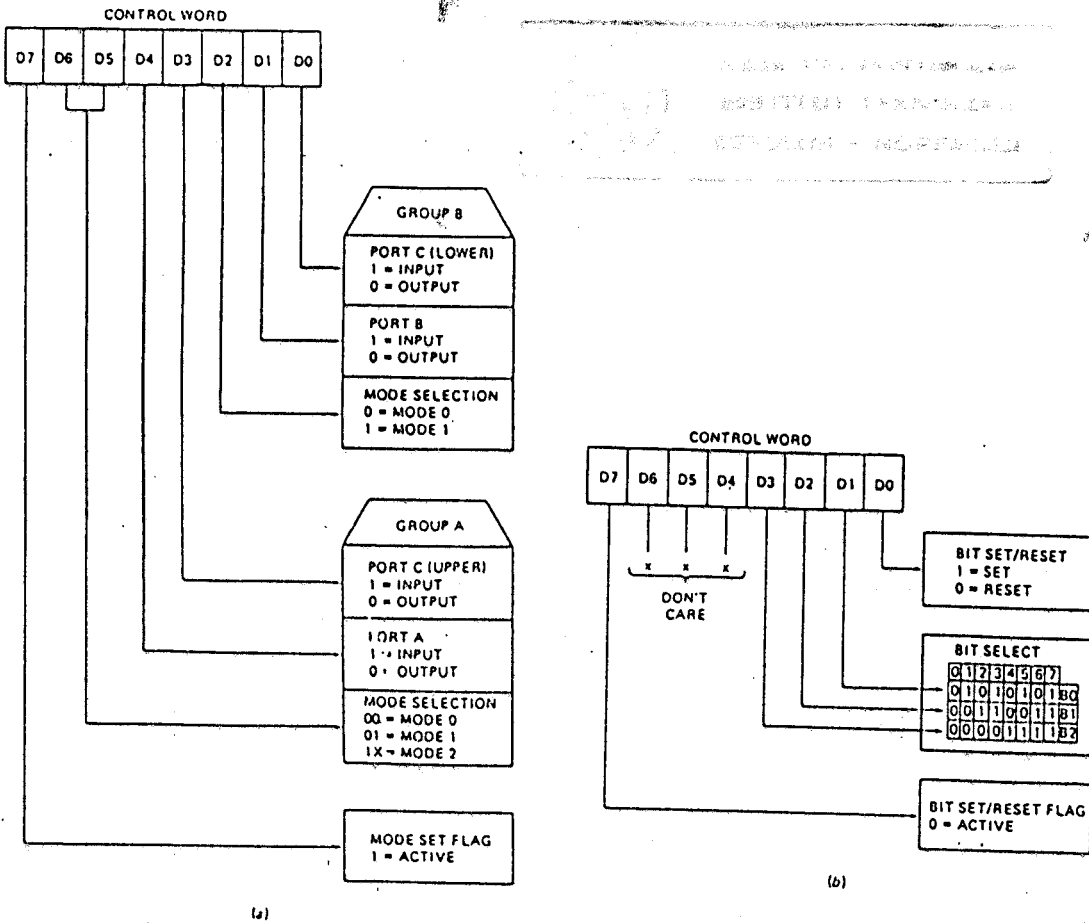 CONTROL WORD
D7 D6 D5 D4 D3 D2 D1 D0
GROUP B
PORT C (LOWER)
1 = INPUT
0 = OUTPUT
PORT B
1 = INPUT
0 = OUTPUT
MODE SELECTION
0 = MODE 0
1 = MODE 1
GROUP A
PORT C (UPPER)
1 = INPUT
0 = OUTPUT
PORT A
1 = INPUT
0 = OUTPUT
MODE SELECTION
00 = MODE 0
01 = MODE 1
1X = MODE 2
MODE SET FLAG
1 = ACTIVE
(a)
CONTROL WORD
D7 D6 D5 D4 D3 D2 D1 D0
x x x
DON'T
CARE
BIT SET/RESET
1 = SET
0 = RESET
BIT SELECT
0 1 2 3 4 5 6 7
0 1 0 1 0 1 0 1 B0
0 0 1 1 0 0 1 1 B1
0 0 0 0 1 1 1 1 B2
BIT SET/RESET FLAG
0 = ACTIVE
(b)